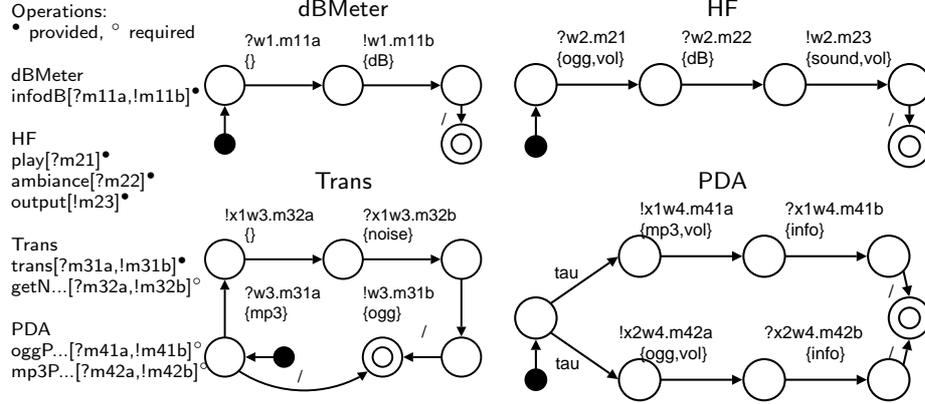 Operations:
• provided, ° required
dBMeter
infodB[?m11a,!m11b]•
HF
play[?m21]•
ambiance[?m22]•
output[!m23]•
Trans
trans[?m31a,!m31b]•
getN...[?m32a,!m32b]°
PDA
oggP...[?m41a,!m41b]°
mp3P...[?m42a,!m42b]°
dBMeter
?w1.m11a
{}
!w1.m11b
{dB}
/
HF
?w2.m21
{ogg,vol}
?w2.m22
{dB}
!w2.m23
{sound,vol}
/
Trans
!x1w3.m32a
{}
?x1w3.m32b
{noise}
?w3.m31a
{mp3}
!w3.m31b
{ogg}
/
/
PDA
!x1w4.m41a
{mp3,vol}
?x1w4.m41b
{info}
tau
/
tau
!x2w4.m42a
{ogg,vol}
?x2w4.m42b
{info}
/